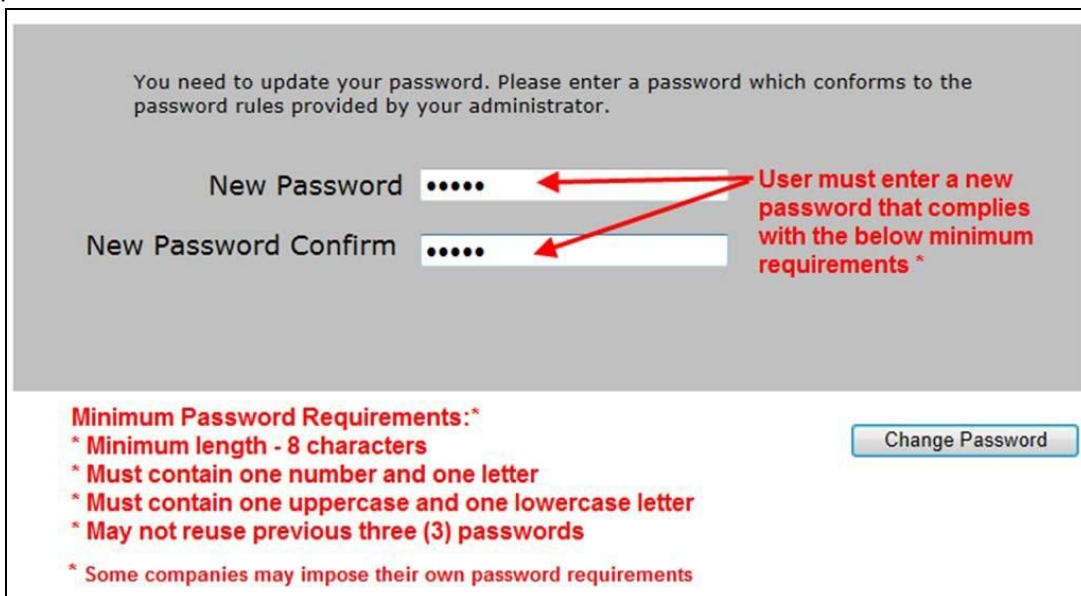 You need to update your password. Please enter a password which conforms to the
password rules provided by your administrator.
New Password •••••
New Password Confirm •••••
User must enter a new
password that complies
with the below minimum
requirements *
Minimum Password Requirements:*
* Minimum length - 8 characters
* Must contain one number and one letter
* Must contain one uppercase and one lowercase letter
* May not reuse previous three (3) passwords
* Some companies may impose their own password requirements
Change Password